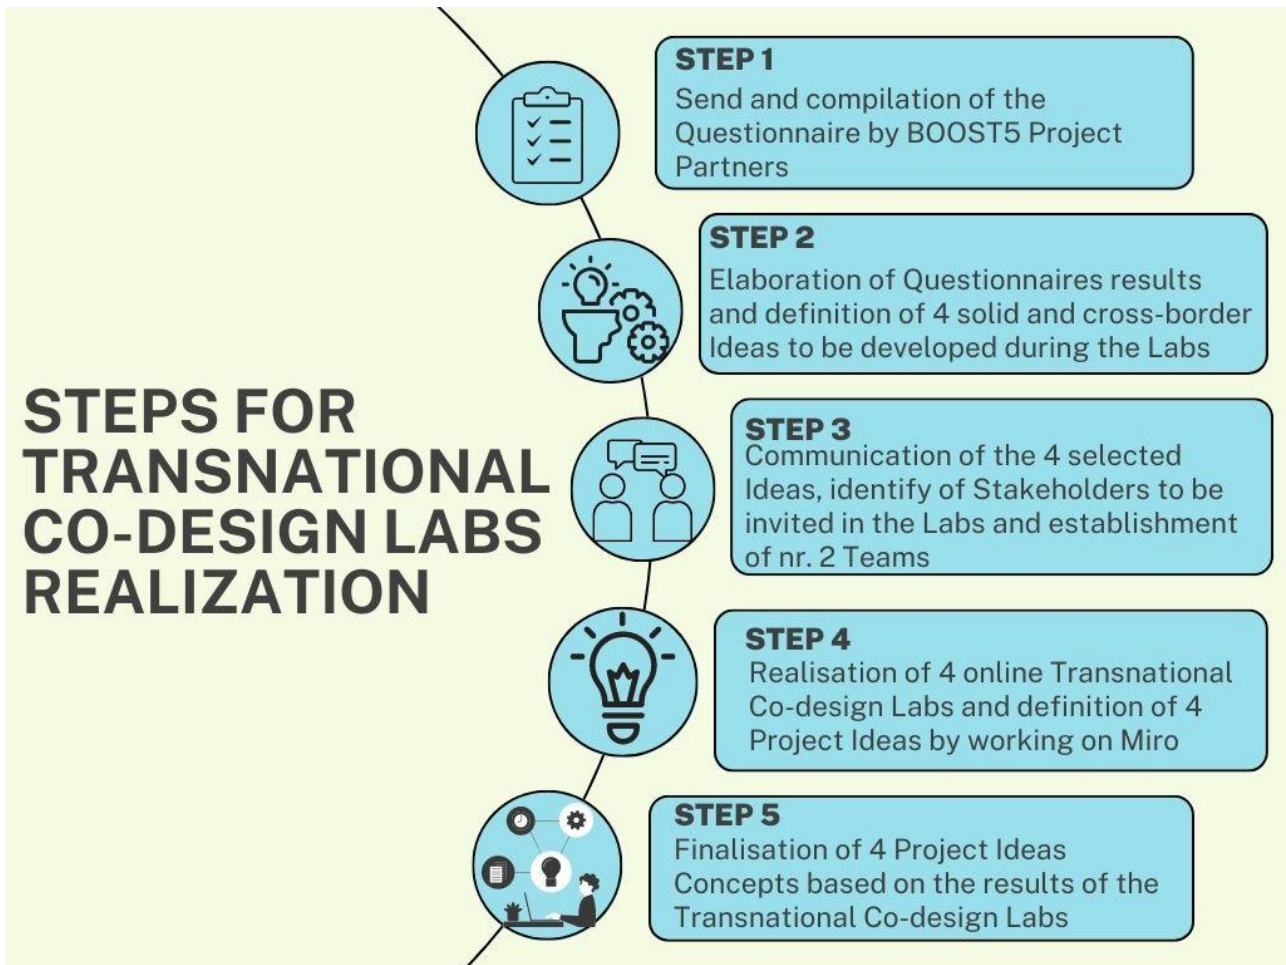 STEPS FOR
TRANSNATIONAL
CO-DESIGN LABS
REALIZATION
STEP 1
Send and compilation of the
Questionnaire by BOOST5 Project
Partners
STEP 2
Elaboration of Questionnaires results
and definition of 4 solid and cross-border
Ideas to be developed during the Labs
STEP 3
Communication of the 4 selected
Ideas, identify of Stakeholders to be
invited in the Labs and establishment
of nr. 2 Teams
STEP 4
Realisation of 4 online Transnational
Co-design Labs and definition of 4
Project Ideas by working on Miro
STEP 5
Finalisation of 4 Project Ideas
Concepts based on the results of the
Transnational Co-design Labs